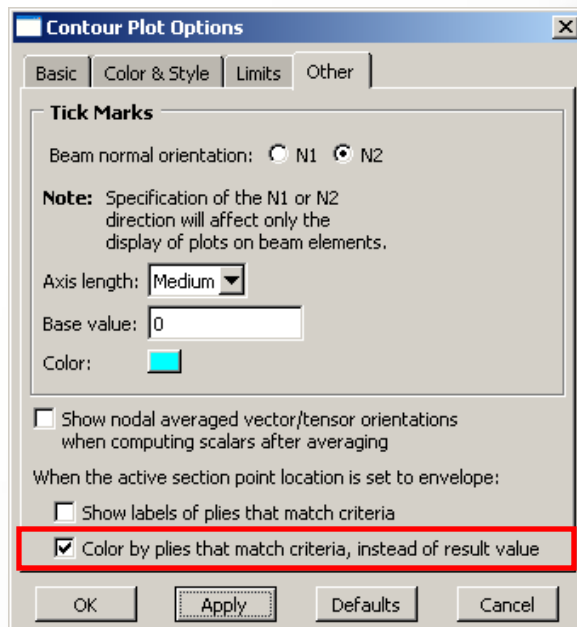 Contour Plot Options
Basic Color & Style Limits Other
Tick Marks
Beam normal orientation: N1 N2
Note: Specification of the N1 or N2
direction will affect only the
display of plots on beam elements.
Axis length: Medium
Base value: 0
Color:
Show nodal averaged vector/tensor orientations
when computing scalars after averaging
When the active section point location is set to envelope:
Show labels of plies that match criteria
Color by plies that match criteria, instead of result value
OK Apply Defaults Cancel